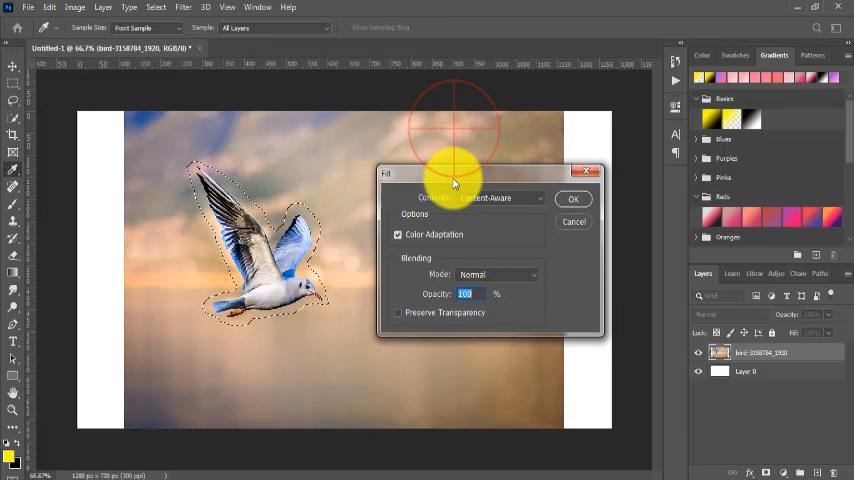 Ps File Edit Image Layer Type Select Filter 3D View Window Help
Sample Size: Point Sample Sample: All Layers Show Sampling Ring
Untitled-1 @ 66.7% (bird-3158784_1920, RGB/8) * ×
Color Swatches Gradients Patterns
Basics
Blues
Purples
Pinks
Reds
Oranges
Fill
Contents: Content-Aware
OK
Options
Cancel
Color Adaptation
Blending
Mode: Normal
Opacity: 100 %
Preserve Transparency
Layers Learn Librar Adjust Chann Paths
Kind
Normal Opacity: 100%
Lock: Fill: 100%
bird-3158784_1920
Layer 0
66.67% 1280 px x 720 px (300 ppi)